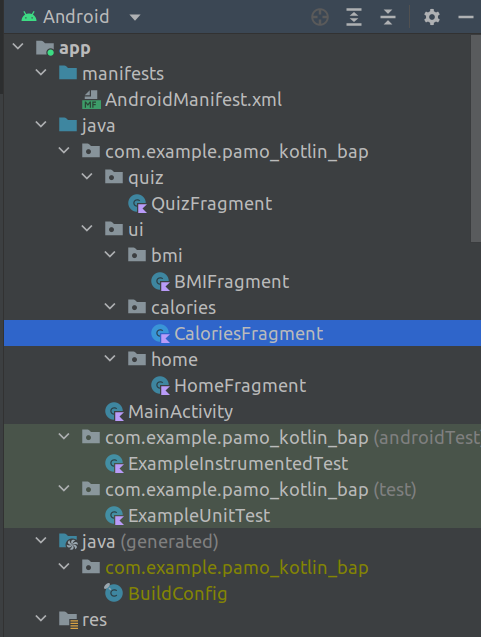 Android
app
manifests
MF AndroidManifest.xml
java
com.example.pamo_kotlin_bap
quiz
QuizFragment
ui
bmi
BMIFragment
calories
CaloriesFragment
home
HomeFragment
MainActivity
com.example.pamo_kotlin_bap (androidTest
ExampleInstrumentedTest
com.example.pamo_kotlin_bap (test)
ExampleUnitTest
java (generated)
com.example.pamo_kotlin_bap
BuildConfig
res